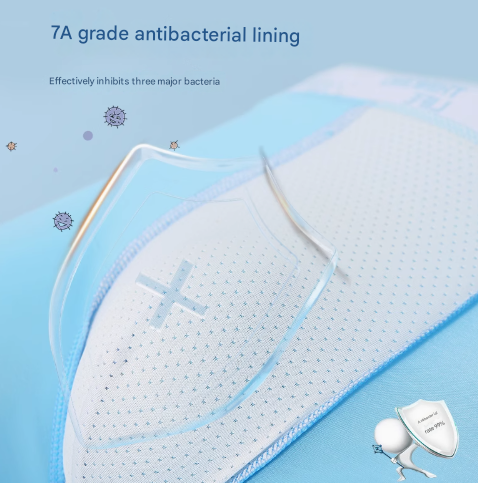 7A grade antibacterial lining
Effectively inhibits three major bacteria
rate 99%